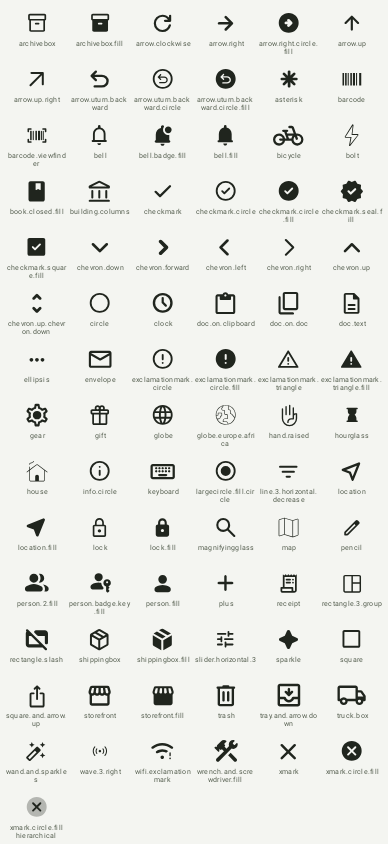 archivebox archivebox.fill arrow.clockwise arrow.right arrow.right.circle. arrow.up
fill
arrow.up.right arrow.uturn.back arrow.uturn.back arrow.uturn.back asterisk barcode
ward ward.circle ward.circle.fill
barcode.viewfind bell bell.badge.fill bell.fill bicycle bolt
er
book.closed.fill building.columns checkmark checkmark.circle checkmark.circle checkmark.seal.f
.fill ill
checkmark.squar chevron.down chevron.forward chevron.left chevron.right chevron.up
e.fill
chevron.up.chevr circle clock doc.on.clipboard doc.on.doc doc.text
on.down
ellipsis envelope exclamationmark. exclamationmark. exclamationmark. exclamationmark.
circle circle.fill triangle triangle.fill
gear gift globe globe.europe.afri hand.raised hourglass
ca
house info.circle keyboard largecircle.fill.cir line.3.horizontal. location
cle decrease
location.fill lock lock.fill magnifyingglass map pencil
person.2.fill person.badge.key person.fill plus receipt rectangle.3.group
.fill
rectangle.slash shippingbox shippingbox.fill slider.horizontal.3 sparkle square
square.and.arrow. storefront storefront.fill trash tray.and.arrow.do truck.box
up wn
wand.and.sparkle wave.3.right wifi.exclamation wrench.and.scre xmark xmark.circle.fill
s mark wdriver.fill
xmark.circle.fill
hierarchical